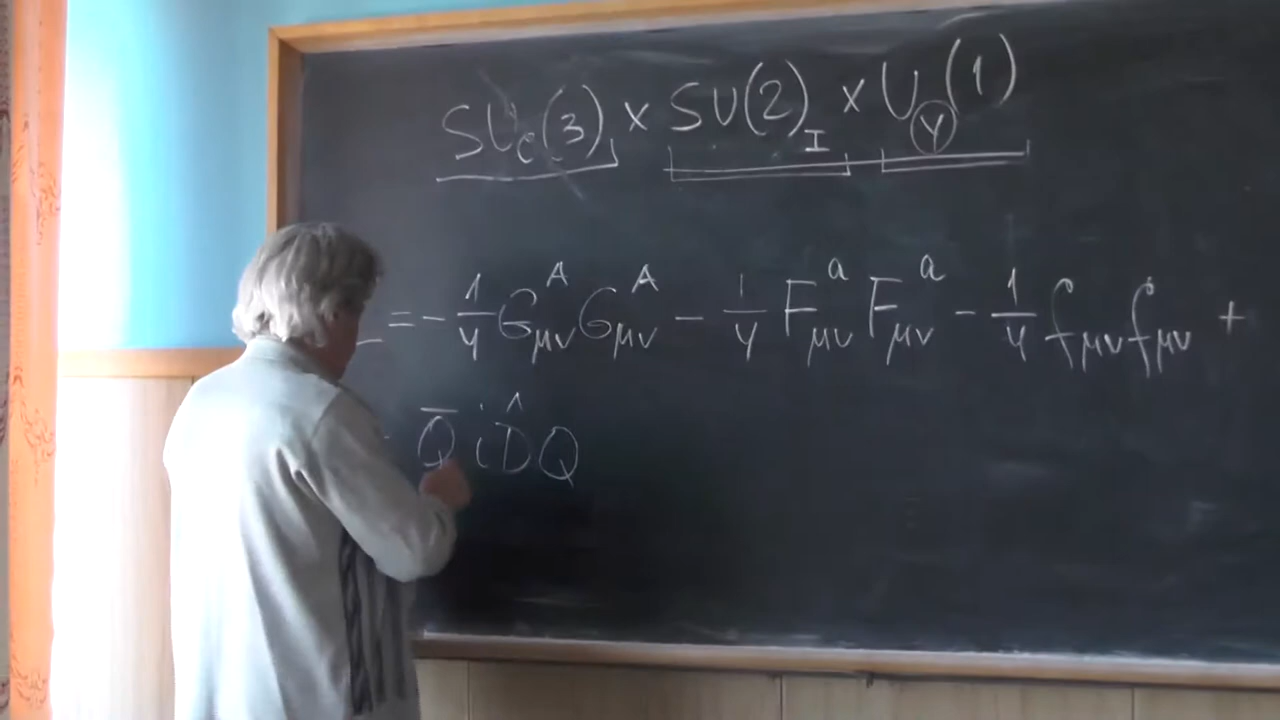 SU_c(3) × SU(2)_I × U_Y(1)
= - 1/4 G^A_μν G^A_μν - 1/4 F^a_μν F^a_μν - 1/4 f_μν f_μν +
Q̄ i D̂ Q